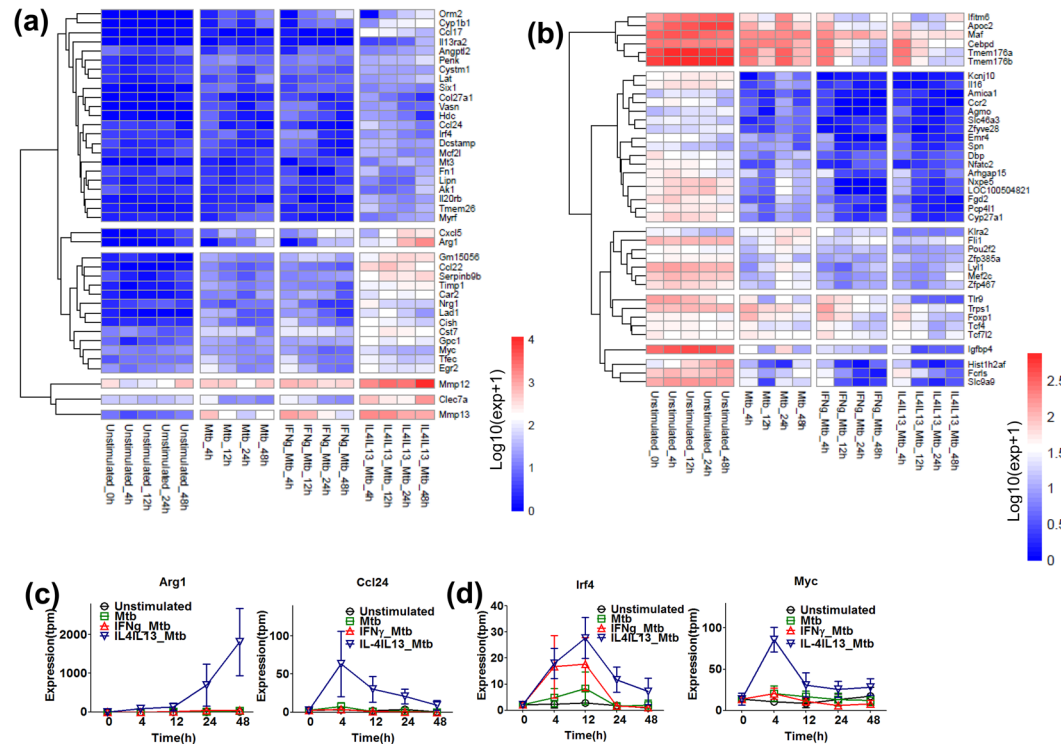 (a)
Orm2
Cyp1b1
Ccl17
Il13ra2
Angptl2
Penk
Cystm1
Lat
Six1
Col27a1
Vasn
Hdc
Ccl24
Irf4
Dcstamp
Mcf2l
Mt3
Fn1
Lipn
Ak1
Il20rb
Tmem26
Myrf
Cxcl5
Arg1
Gm15056
Ccl22
Serpinb9b
Timp1
Car2
Nrg1
Lad1
Cish
Cst7
Gpc1
Myc
Tfec
Egr2
Mmp12
Clec7a
Mmp13
Unstimulated_0h
Unstimulated_4h
Unstimulated_12h
Unstimulated_24h
Unstimulated_48h
Mtb_4h
Mtb_12h
Mtb_24h
Mtb_48h
IFNg_Mtb_4h
IFNg_Mtb_12h
IFNg_Mtb_24h
IFNg_Mtb_48h
IL4IL13_Mtb_4h
IL4IL13_Mtb_12h
IL4IL13_Mtb_24h
IL4IL13_Mtb_48h
Log10(exp+1)
4
3
2
1
0
(b)
Ifitm6
Apoc2
Maf
Cebpd
Tmem176a
Tmem176b
Kcnj10
Il16
Amica1
Ccr2
Agmo
Slc46a3
Zfyve28
Emr4
Spn
Dbp
Nfatc2
Arhgap15
Nxpe5
LOC100504821
Fgd2
Pcp4l1
Cyp27a1
Klra2
Fli1
Pou2f2
Zfp385a
Lyl1
Mef2c
Zfp467
Tlr9
Trps1
Foxp1
Tcf4
Tcf7l2
Igfbp4
Hist1h2af
Fcrls
Slc9a9
Unstimulated_0h
Unstimulated_4h
Unstimulated_12h
Unstimulated_24h
Unstimulated_48h
Mtb_4h
Mtb_12h
Mtb_24h
Mtb_48h
IFNg_Mtb_4h
IFNg_Mtb_12h
IFNg_Mtb_24h
IFNg_Mtb_48h
IL4IL13_Mtb_4h
IL4IL13_Mtb_12h
IL4IL13_Mtb_24h
IL4IL13_Mtb_48h
Log10(exp+1)
2.5
2
1.5
1
0.5
0
(c)
Arg1
Expression(tpm)
2000
1000
0
Unstimulated
Mtb
IFNg_Mtb
IL4IL13_Mtb
0 4 12 24 48
Time(h)
Ccl24
Expression(tpm)
100
50
0
Unstimulated
Mtb
IFNγ_Mtb
IL-4IL13_Mtb
0 4 12 24 48
Time(h)
(d)
Irf4
Expression(tpm)
40
30
20
10
0
Unstimulated
Mtb
IFNg_Mtb
IL4IL13_Mtb
0 4 12 24 48
Time(h)
Myc
Expression(tpm)
100
50
0
Unstimulated
Mtb
IFNγ_Mtb
IL-4IL13_Mtb
0 4 12 24 48
Time(h)